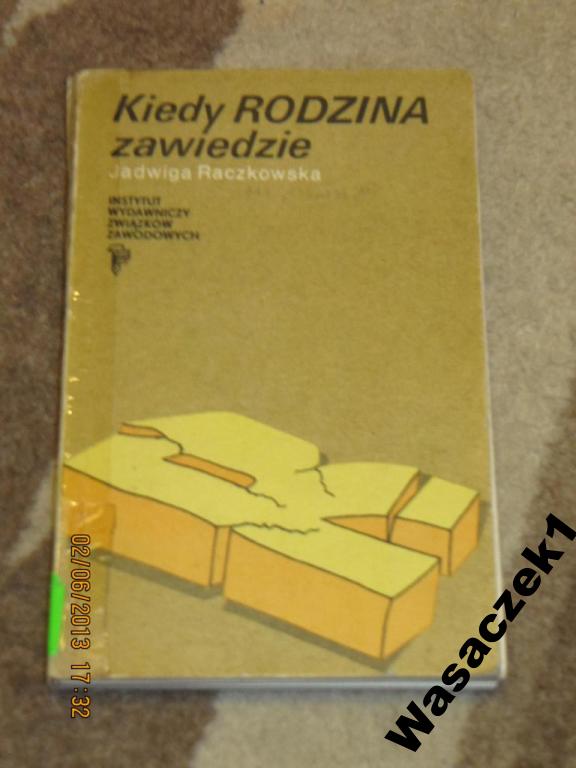 Kiedy RODZINA
zawiedzie
Jadwiga Raczkowska
INSTYTUT
WYDAWNICZY
ZWIĄZKÓW
ZAWODOWYCH
02/06/2013 17:32
Wasaczek1